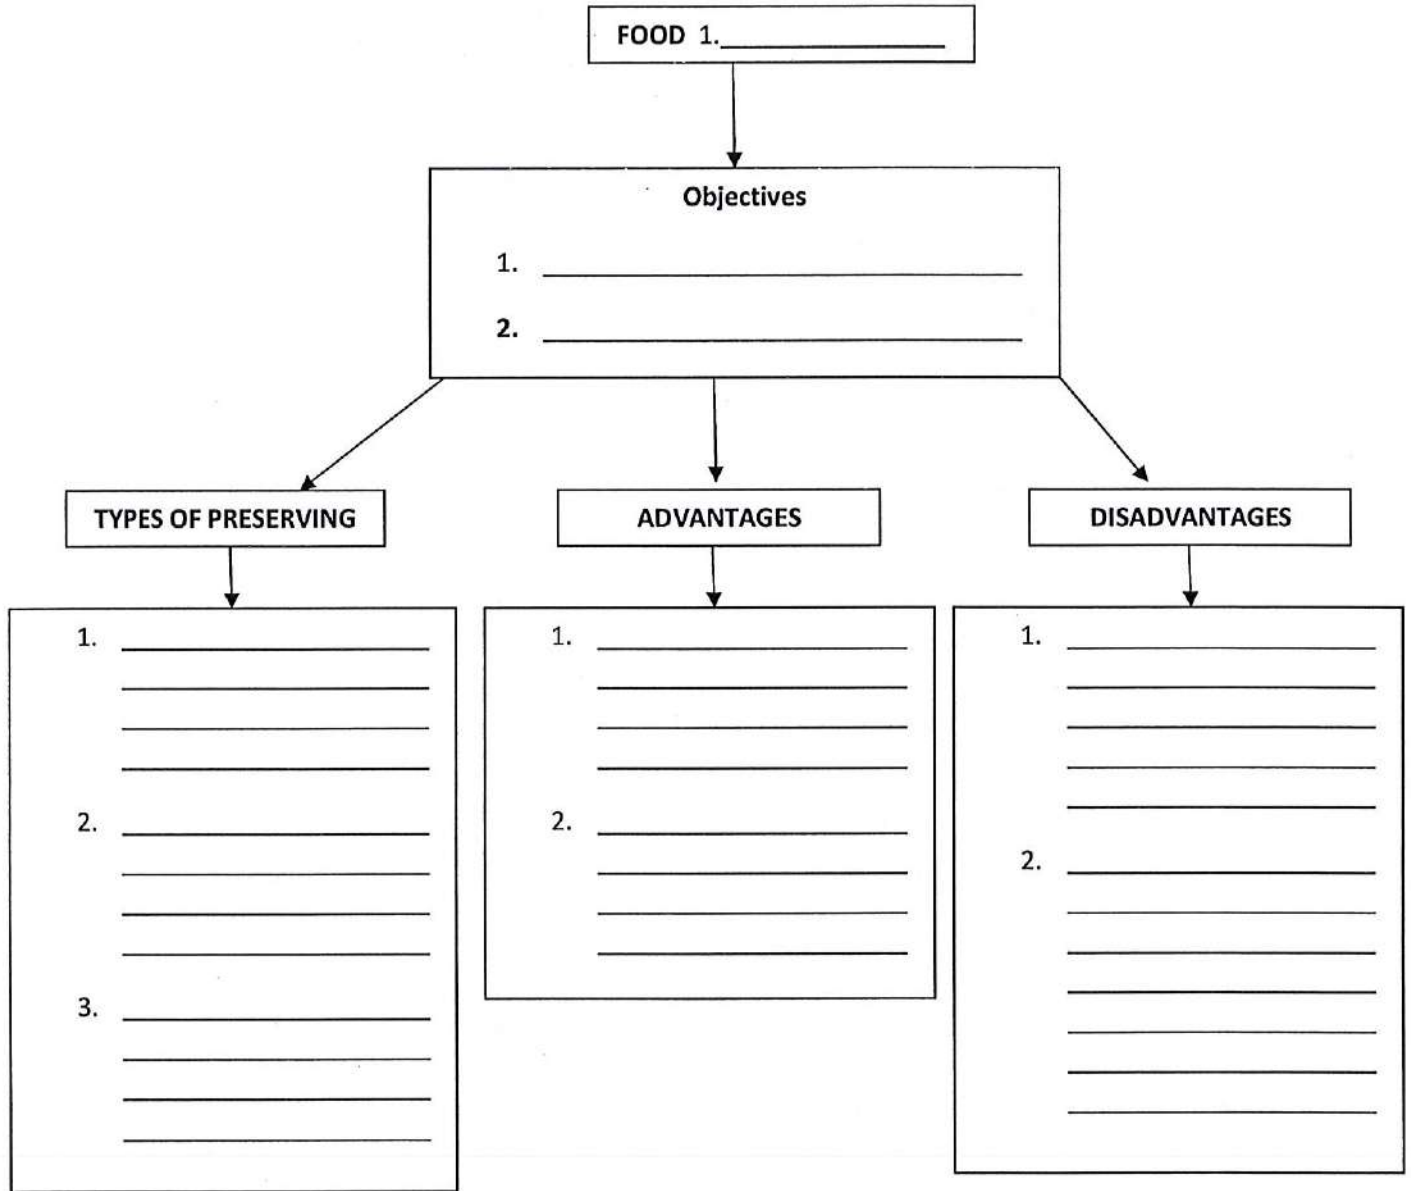 FOOD 1.
Objectives
1.
2.
TYPES OF PRESERVING
ADVANTAGES
DISADVANTAGES
1.
2.
3.
1.
2.
1.
2.